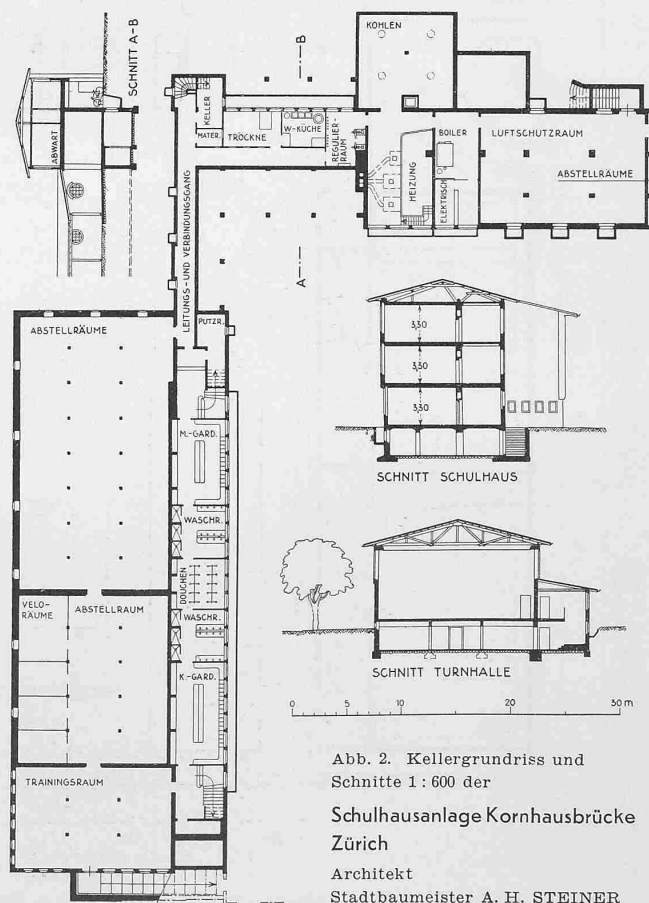 SCHNITT A-B
ABWART
B
KOHLEN
KELLER
MATER.
TRÖCKNE
W-KÜCHE
REGULIER-
RAUM
HEIZUNG
BOILER
ELEKTRISCH
LUFTSCHUTZRAUM
ABSTELLRÄUME
A
LEITUNGS- UND VERBINDUNGSGANG
ABSTELLRÄUME
PUTZR.
M.-GARD.
WASCHR.
DOUCHEN
WASCHR.
K.-GARD.
VELO-
RÄUME
ABSTELLRAUM
TRAININGSRAUM
3,30
3,30
3,30
SCHNITT SCHULHAUS
SCHNITT TURNHALLE
0 5 10 20 30 m
Abb. 2. Kellergrundriss und
Schnitte 1 : 600 der
Schulhausanlage Kornhausbrücke
Zürich
Architekt
Stadtbaumeister A. H. STEINER